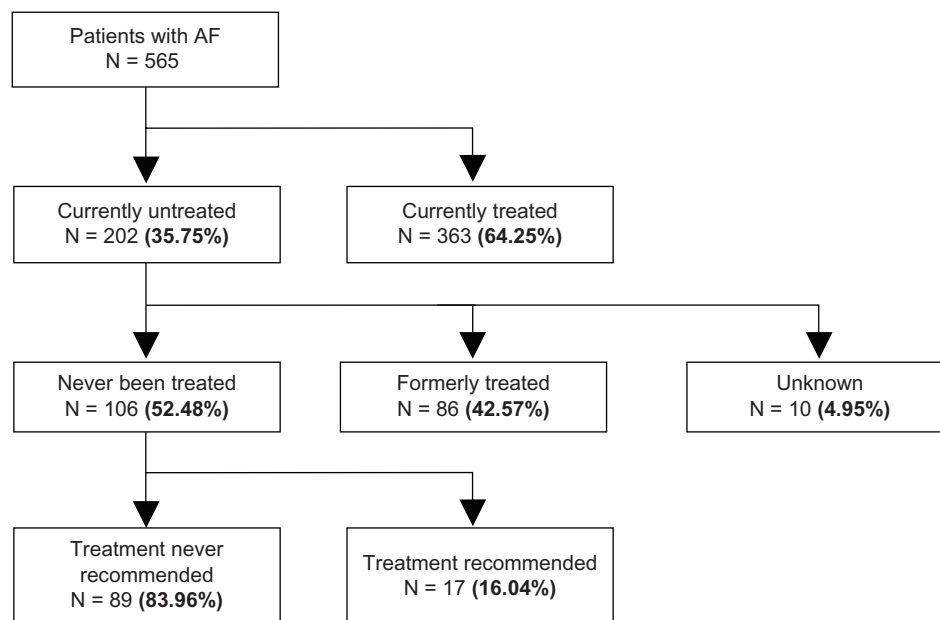 Patients with AF
N = 565
Currently untreated
N = 202 (35.75%)
Currently treated
N = 363 (64.25%)
Never been treated
N = 106 (52.48%)
Formerly treated
N = 86 (42.57%)
Unknown
N = 10 (4.95%)
Treatment never
recommended
N = 89 (83.96%)
Treatment recommended
N = 17 (16.04%)